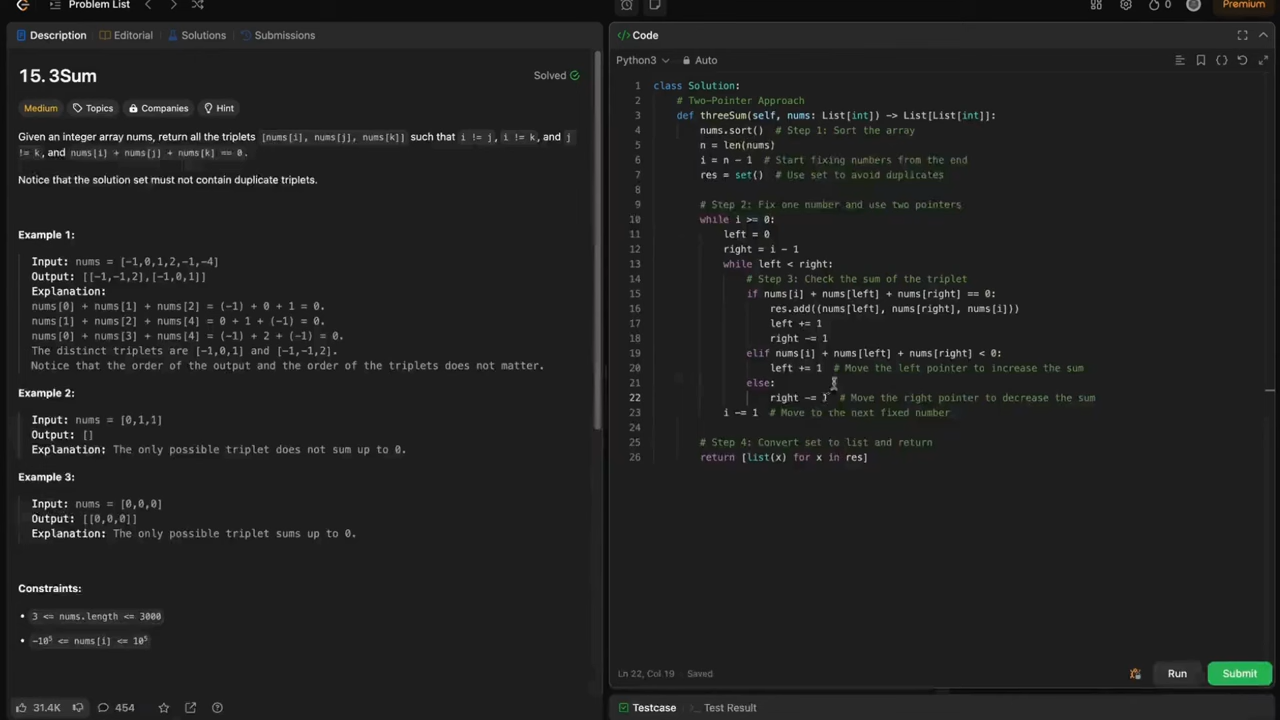 Problem List
0
Premium
Description
Editorial
Solutions
Submissions
15. 3Sum
Solved
Medium
Topics
Companies
Hint
Given an integer array nums, return all the triplets [nums[i], nums[j], nums[k]] such that i != j, i != k, and j
!= k, and nums[i] + nums[j] + nums[k] == 0.
Notice that the solution set must not contain duplicate triplets.
Example 1:
Input: nums = [-1,0,1,2,-1,-4]
Output: [[-1,-1,2],[-1,0,1]]
Explanation:
nums[0] + nums[1] + nums[2] = (-1) + 0 + 1 = 0.
nums[1] + nums[2] + nums[4] = 0 + 1 + (-1) = 0.
nums[0] + nums[3] + nums[4] = (-1) + 2 + (-1) = 0.
The distinct triplets are [-1,0,1] and [-1,-1,2].
Notice that the order of the output and the order of the triplets does not matter.
Example 2:
Input: nums = [0,1,1]
Output: []
Explanation: The only possible triplet does not sum up to 0.
Example 3:
Input: nums = [0,0,0]
Output: [[0,0,0]]
Explanation: The only possible triplet sums up to 0.
Constraints:
• 3 <= nums.length <= 3000
• -10⁵ <= nums[i] <= 10⁵
31.4K
454
</> Code
Python3
Auto
1 class Solution:
2 # Two-Pointer Approach
3 def threeSum(self, nums: List[int]) -> List[List[int]]:
4 nums.sort() # Step 1: Sort the array
5 n = len(nums)
6 i = n - 1 # Start fixing numbers from the end
7 res = set() # Use set to avoid duplicates
8
9 # Step 2: Fix one number and use two pointers
10 while i >= 0:
11 left = 0
12 right = i - 1
13 while left < right:
14 # Step 3: Check the sum of the triplet
15 if nums[i] + nums[left] + nums[right] == 0:
16 res.add((nums[left], nums[right], nums[i]))
17 left += 1
18 right -= 1
19 elif nums[i] + nums[left] + nums[right] < 0:
20 left += 1 # Move the left pointer to increase the sum
21 else:
22 right -= 1 # Move the right pointer to decrease the sum
23 i -= 1 # Move to the next fixed number
24
25 # Step 4: Convert set to list and return
26 return [list(x) for x in res]
Ln 22, Col 19
Saved
Run
Submit
Testcase
Test Result